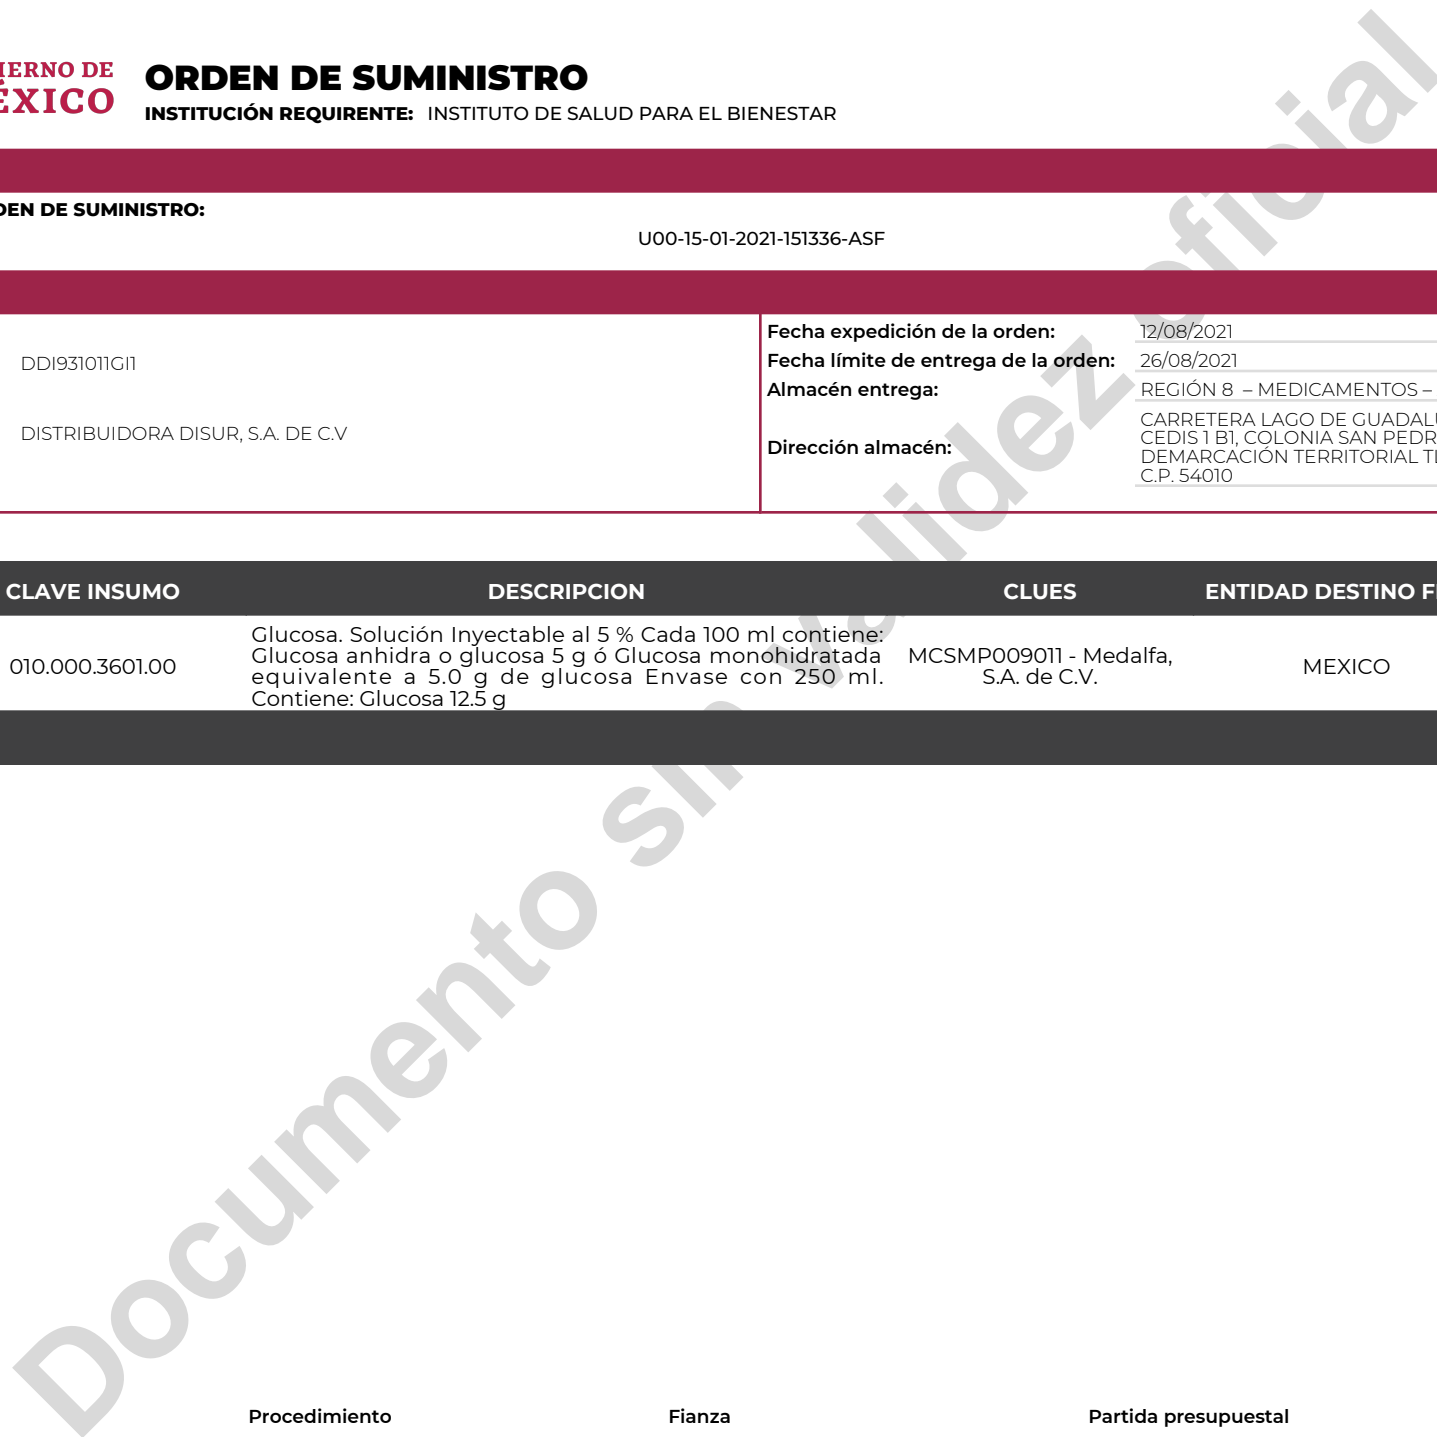 IERNO DE
ÉXICO
ORDEN DE SUMINISTRO
INSTITUCIÓN REQUIRENTE: INSTITUTO DE SALUD PARA EL BIENESTAR
DEN DE SUMINISTRO:
U00-15-01-2021-151336-ASF
DDI931011GI1
DISTRIBUIDORA DISUR, S.A. DE C.V
Fecha expedición de la orden: 12/08/2021
Fecha límite de entrega de la orden: 26/08/2021
Almacén entrega: REGIÓN 8 – MEDICAMENTOS –
Dirección almacén:
CARRETERA LAGO DE GUADALU
CEDIS 1 B1, COLONIA SAN PEDR
DEMARCACIÓN TERRITORIAL TL
C.P. 54010
CLAVE INSUMO DESCRIPCION CLUES ENTIDAD DESTINO FI
010.000.3601.00
Glucosa. Solución Inyectable al 5 % Cada 100 ml contiene:
Glucosa anhidra o glucosa 5 g ó Glucosa monohidratada
equivalente a 5.0 g de glucosa Envase con 250 ml.
Contiene: Glucosa 12.5 g
MCSMP009011 - Medalfa,
S.A. de C.V.
MEXICO
Documento sin validez oficial
Procedimiento Fianza Partida presupuestal